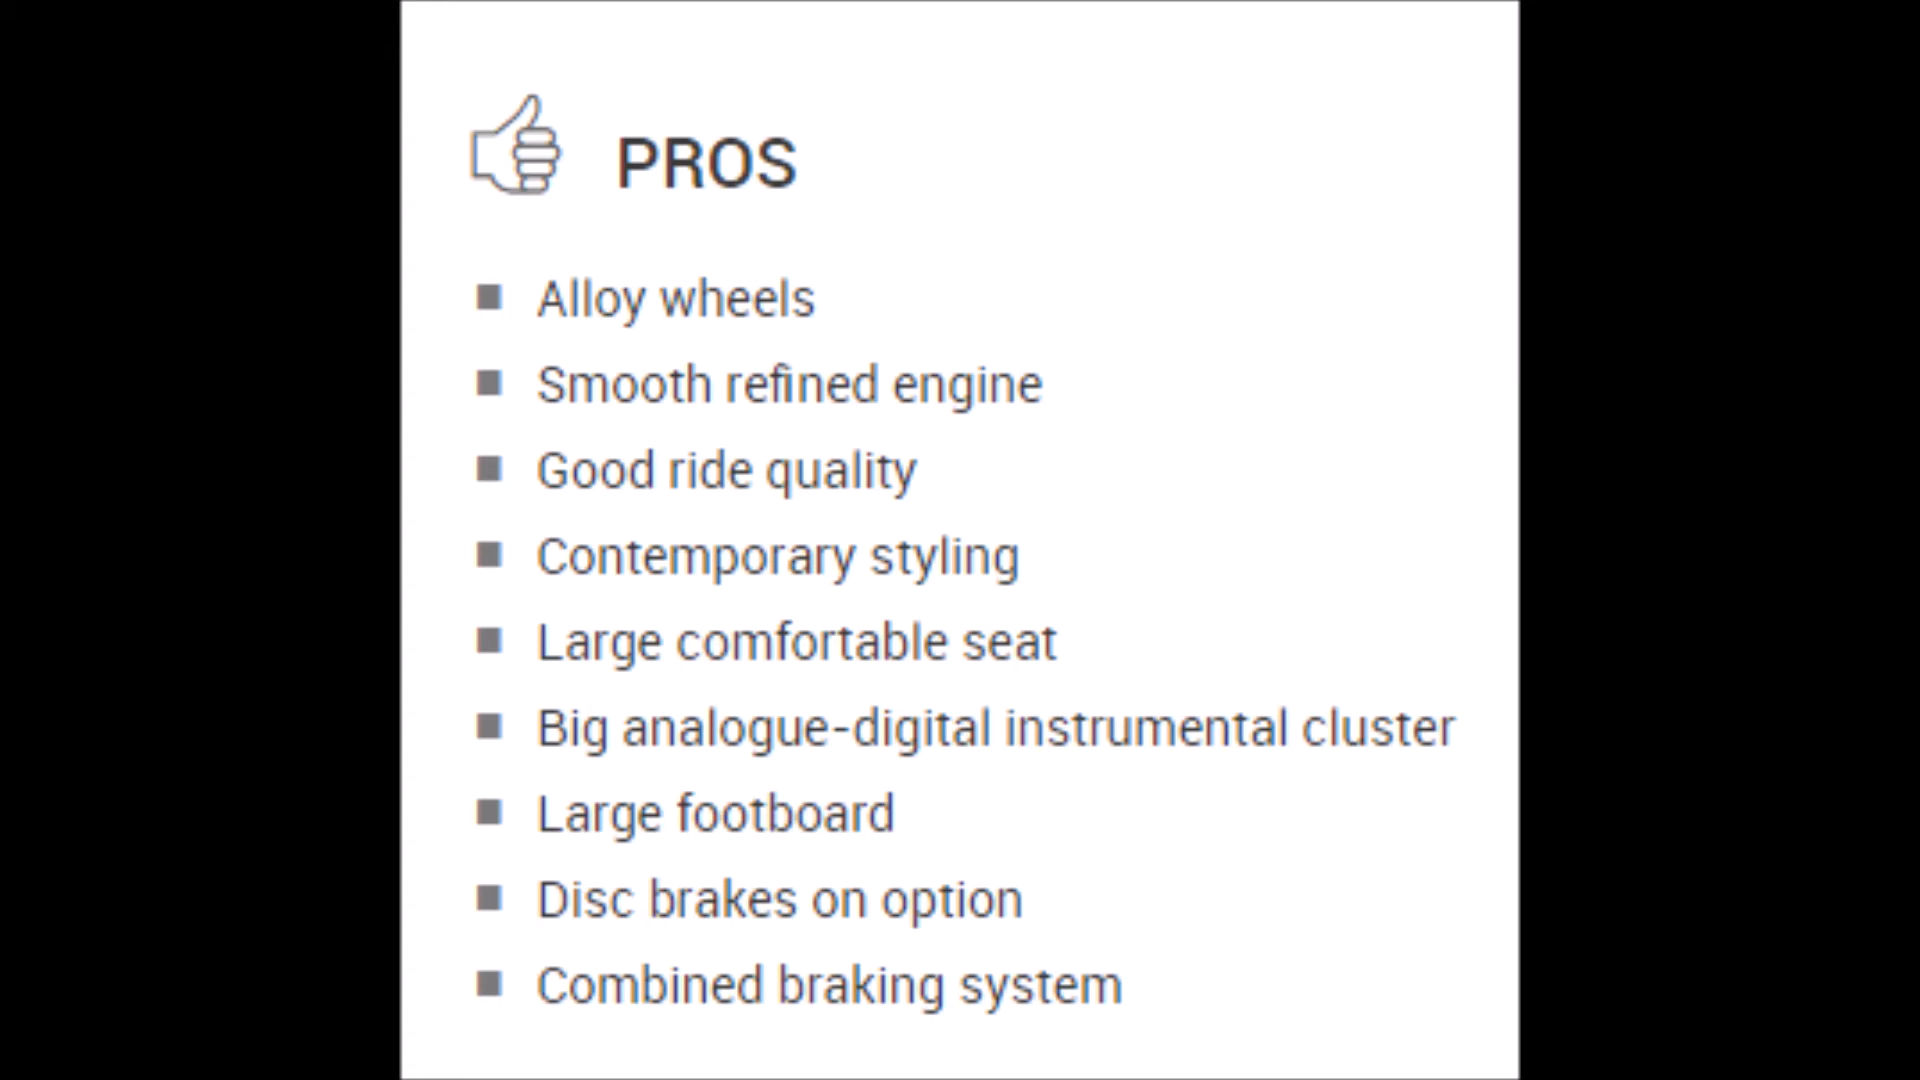 PROS
Alloy wheels
Smooth refined engine
Good ride quality
Contemporary styling
Large comfortable seat
Big analogue-digital instrumental cluster
Large footboard
Disc brakes on option
Combined braking system